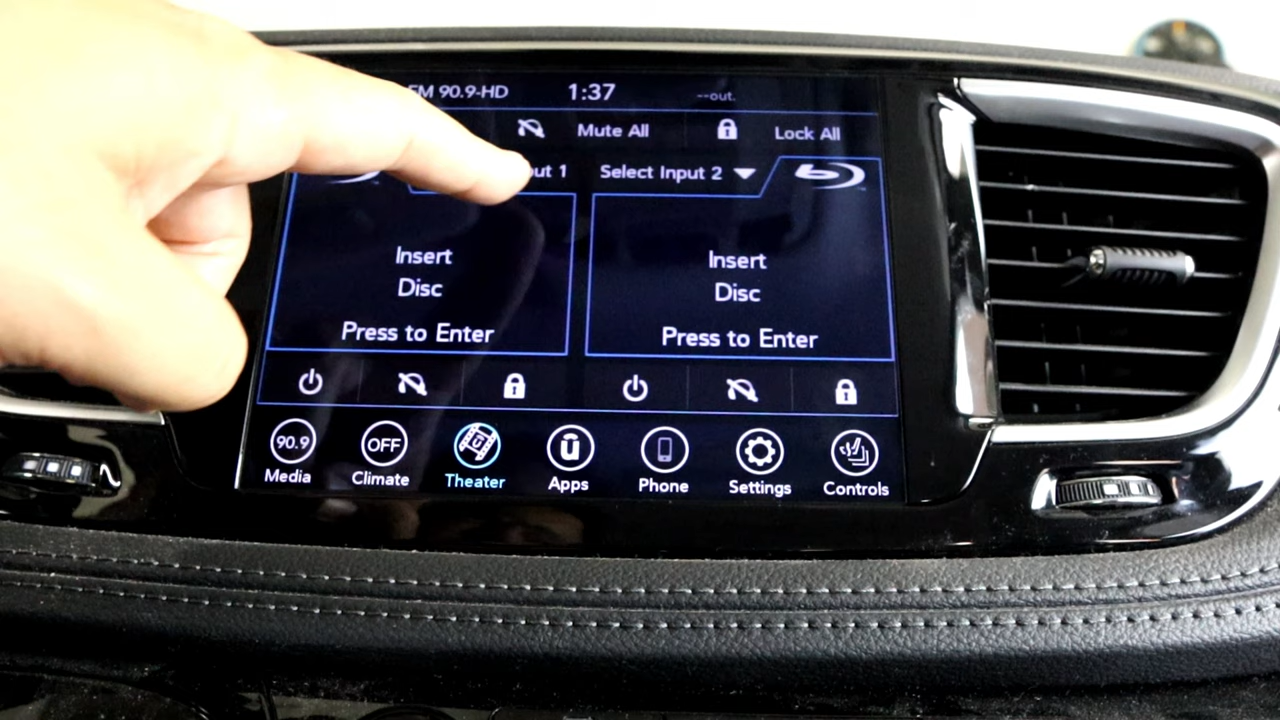 FM 90.9-HD 1:37 --out.
Mute All Lock All
ut 1 Select Input 2
Insert
Disc
Press to Enter
Insert
Disc
Press to Enter
90.9 OFF
Media Climate Theater Apps Phone Settings Controls